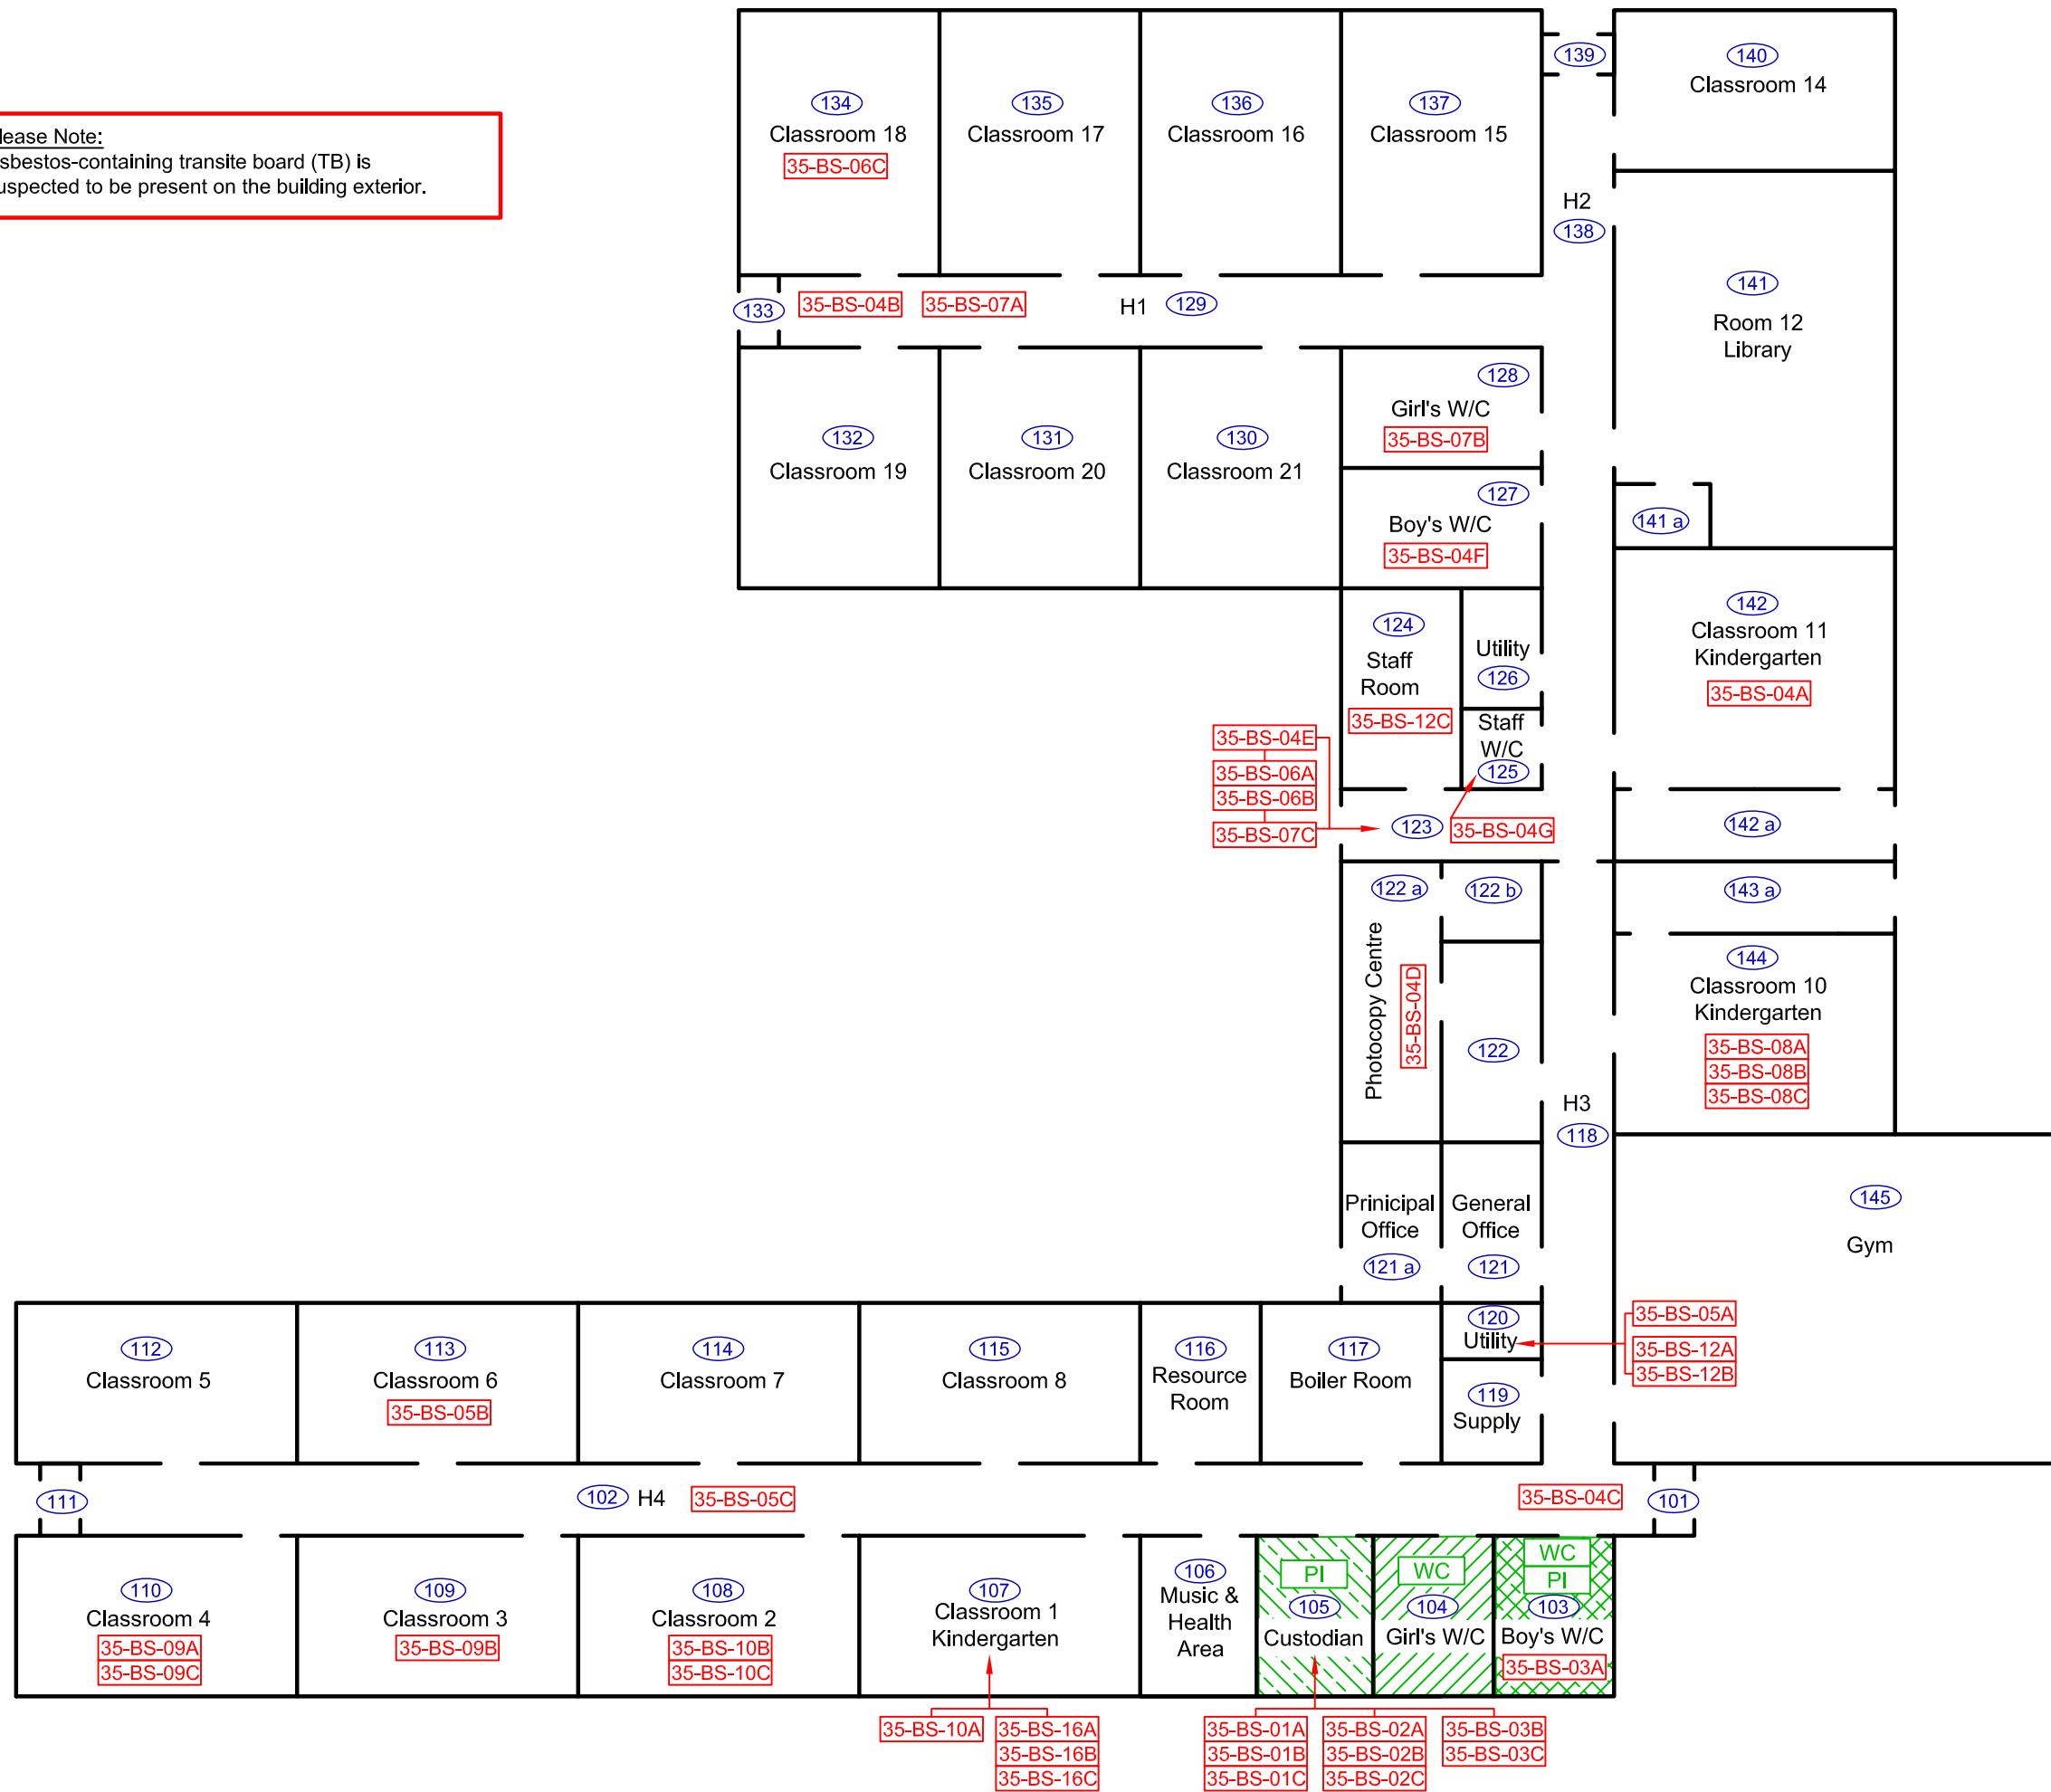 lease Note:
sbestos-containing transite board (TB) is
uspected to be present on the building exterior.
134
Classroom 18
35-BS-06C
135
Classroom 17
136
Classroom 16
137
Classroom 15
139
140
Classroom 14
H2
138
133
35-BS-04B
35-BS-07A
H1
129
141
Room 12
Library
141 a
132
Classroom 19
131
Classroom 20
130
Classroom 21
128
Girl's W/C
35-BS-07B
127
Boy's W/C
35-BS-04F
124
Staff
Room
35-BS-12C
Utility
126
Staff
W/C
125
142
Classroom 11
Kindergarten
35-BS-04A
35-BS-04E
35-BS-06A
35-BS-06B
35-BS-07C
123
35-BS-04G
142 a
122 a
Photocopy Centre
35-BS-04D
122 b
122
143 a
144
Classroom 10
Kindergarten
35-BS-08A
35-BS-08B
35-BS-08C
H3
118
Prinicipal
Office
121 a
General
Office
121
145
Gym
112
Classroom 5
113
Classroom 6
35-BS-05B
114
Classroom 7
115
Classroom 8
116
Resource
Room
117
Boiler Room
120
Utility
119
Supply
35-BS-05A
35-BS-12A
35-BS-12B
111
102
H4
35-BS-05C
35-BS-04C
101
110
Classroom 4
35-BS-09A
35-BS-09C
109
Classroom 3
35-BS-09B
108
Classroom 2
35-BS-10B
35-BS-10C
107
Classroom 1
Kindergarten
106
Music &
Health
Area
PI
105
Custodian
WC
104
Girl's W/C
WC
PI
103
Boy's W/C
35-BS-03A
35-BS-10A
35-BS-16A
35-BS-16B
35-BS-16C
35-BS-01A
35-BS-01B
35-BS-01C
35-BS-02A
35-BS-02B
35-BS-02C
35-BS-03B
35-BS-03C